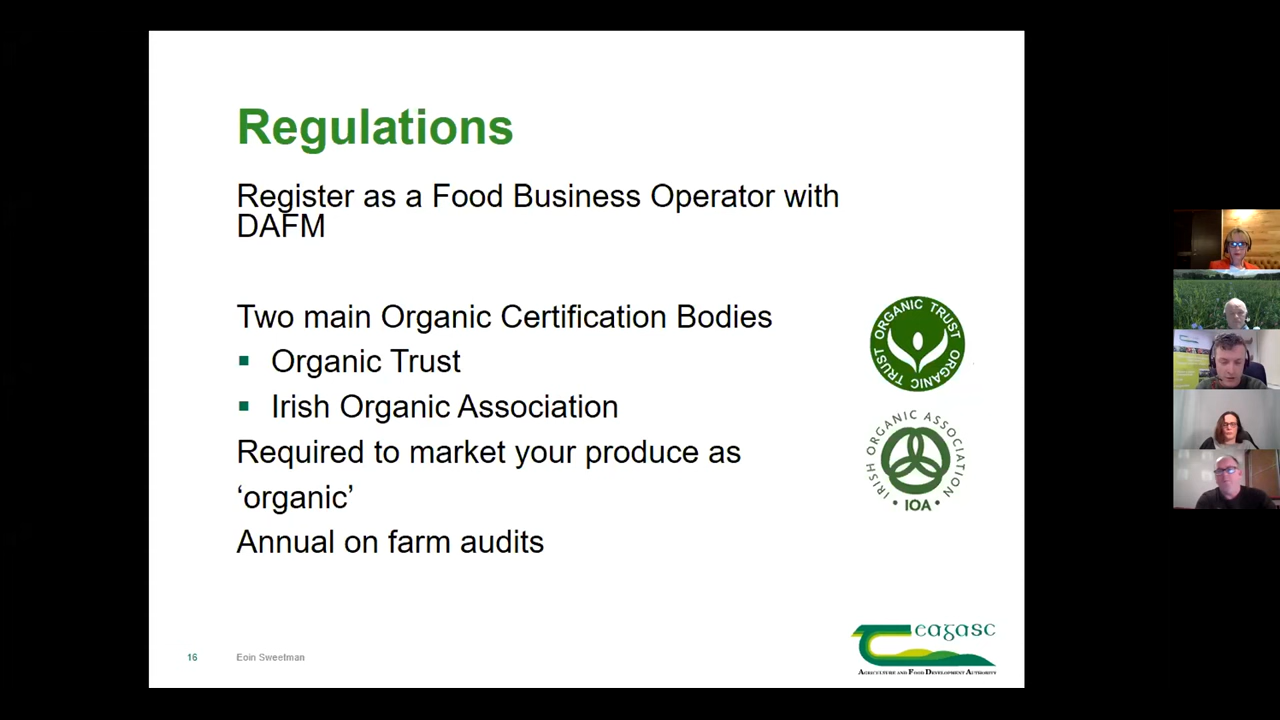 Regulations
Register as a Food Business Operator with
DAFM
Two main Organic Certification Bodies
Organic Trust
Irish Organic Association
Required to market your produce as
‘organic’
Annual on farm audits
ORGANIC TRUST ORGANIC TRUST
IRISH ORGANIC ASSOCIATION
• IOA •
eagasc
AGRICULTURE AND FOOD DEVELOPMENT AUTHORITY
16 Eoin Sweetman